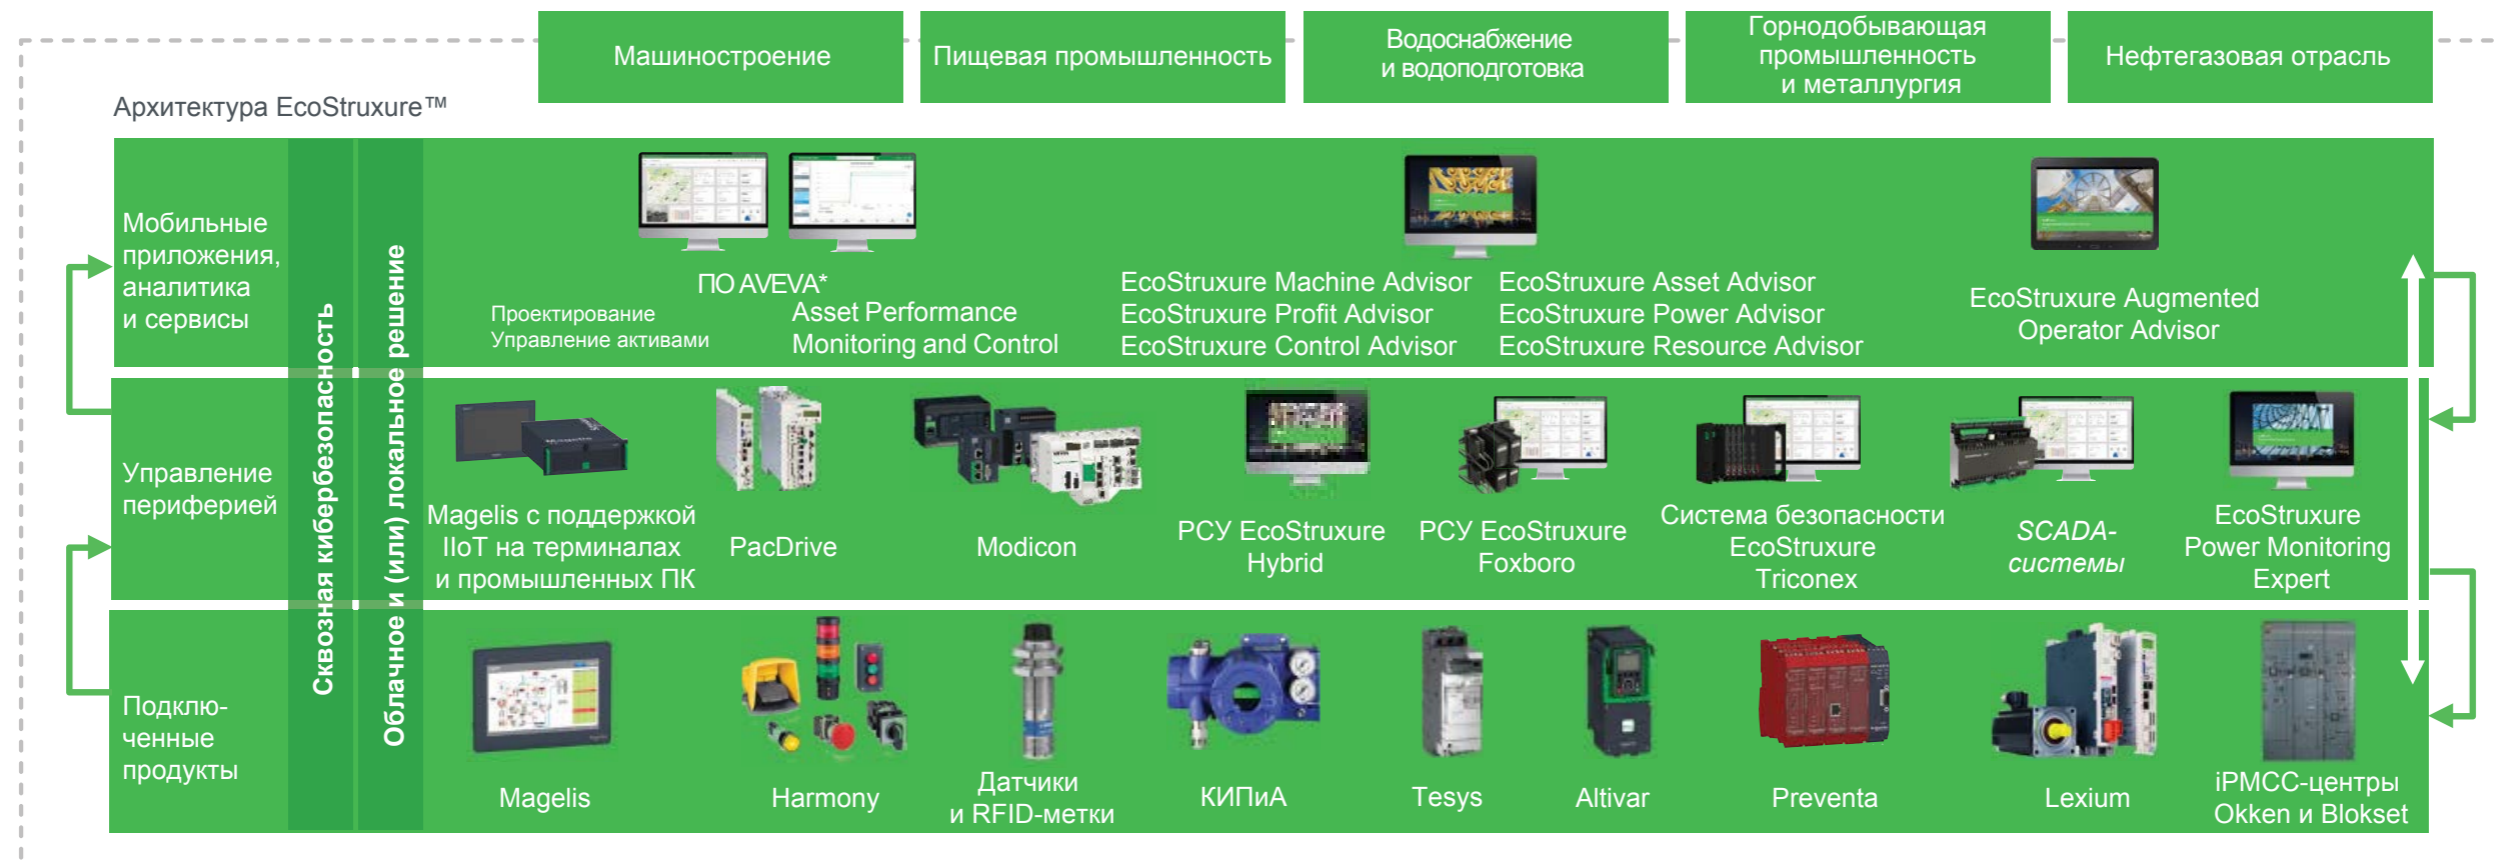 Машиностроение
Пищевая промышленность
Водоснабжение
и водоподготовка
Горнодобывающая
промышленность
и металлургия
Нефтегазовая отрасль
Архитектура EcoStruxure™
Мобильные
приложения,
аналитика
и сервисы
Сквозная кибербезопасность
Облачное и (или) локальное решение
ПО AVEVA*
Проектирование
Управление активами
Asset Performance
Monitoring and Control
EcoStruxure Machine Advisor
EcoStruxure Profit Advisor
EcoStruxure Control Advisor
EcoStruxure Asset Advisor
EcoStruxure Power Advisor
EcoStruxure Resource Advisor
EcoStruxure Augmented
Operator Advisor
Управление
периферией
Magelis
Magelis с поддержкой
IIoT на терминалах
и промышленных ПК
PacDrive
Modicon
РСУ EcoStruxure
Hybrid
РСУ EcoStruxure
Foxboro
Система безопасности
EcoStruxure
Triconex
SCADA-
системы
EcoStruxure
Power Monitoring
Expert
Подклю-
ченные
продукты
Magelis
Harmony
Датчики
и RFID-метки
КИПиА
Tesys
Altivar
Preventa
Lexium
iPMCC-центры
Okken и Blokset